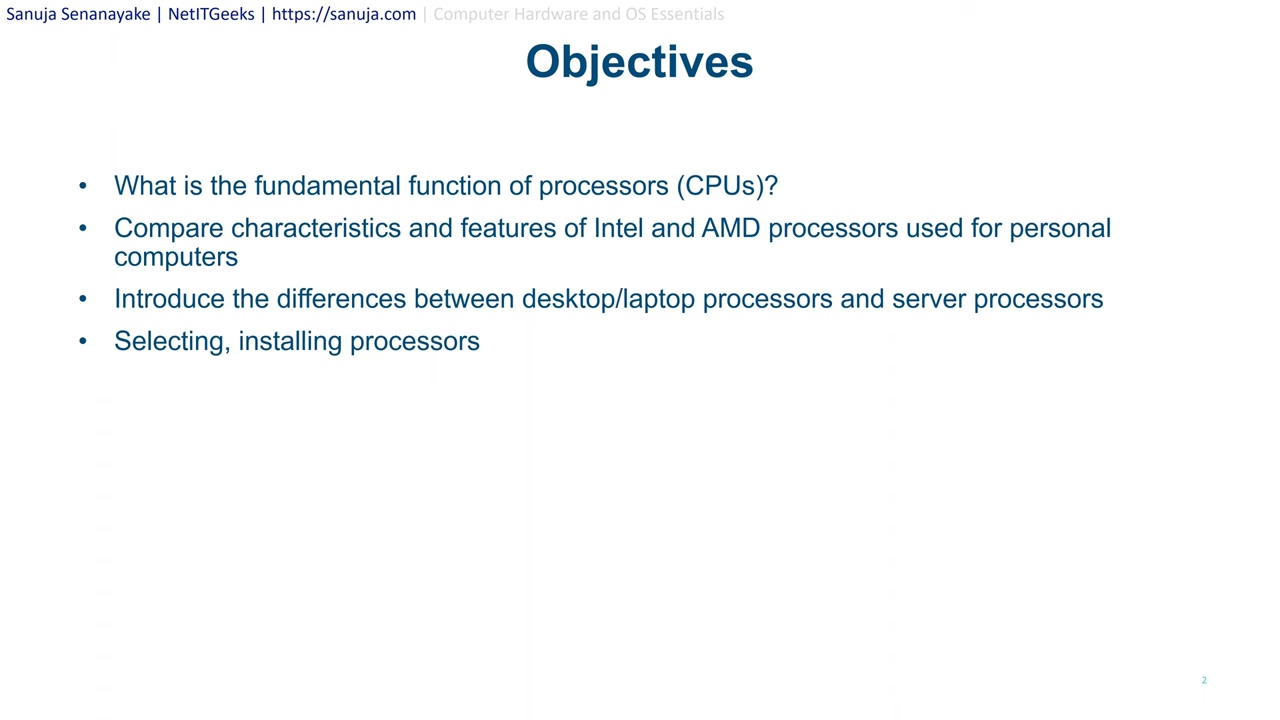 Sanuja Senanayake | NetITGeeks | https://sanuja.com | Computer Hardware and OS Essentials
Objectives
• What is the fundamental function of processors (CPUs)?
• Compare characteristics and features of Intel and AMD processors used for personal
computers
• Introduce the differences between desktop/laptop processors and server processors
• Selecting, installing processors
2